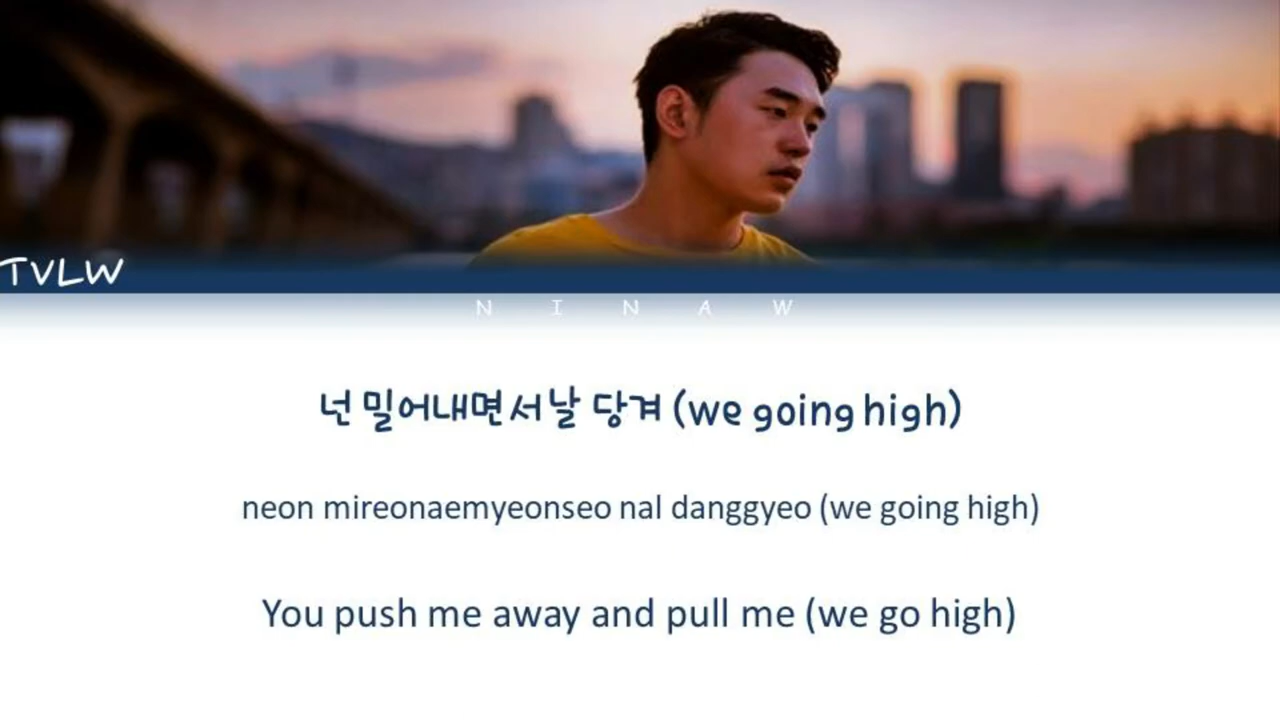 TVLW
N I N A W
넌 밀어내면서 날 당겨 (we going high)
neon mireonaemyeonseo nal danggyeo (we going high)
You push me away and pull me (we go high)